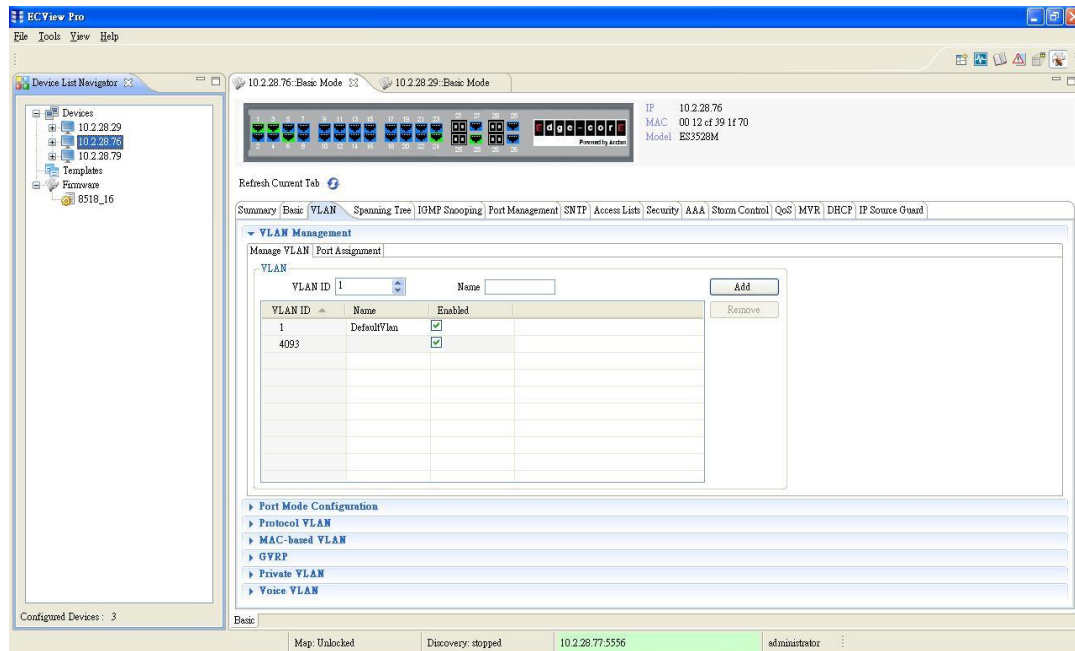 ECView Pro
File Tools View Help
Device List Navigator
10.2.28.76::Basic Mode
10.2.28.29::Basic Mode
Devices
10.2.28.29
10.2.28.76
10.2.28.79
Templates
Firmware
8518_16
Edge-corE
Powered by Accton
IP 10.2.28.76
MAC 00 12 cf 39 1f 70
Model ES3528M
Refresh Current Tab
Summary Basic VLAN Spanning Tree IGMP Snooping Port Management SNTP Access Lists Security AAA Storm Control QoS MVR DHCP IP Source Guard
VLAN Management
Manage VLAN Port Assignment
VLAN
VLAN ID 1 Name Add
VLAN ID Name Enabled Remove
1 DefaultVlan
4093
Port Mode Configuration
Protocol VLAN
MAC-based VLAN
GVRP
Private VLAN
Voice VLAN
Configured Devices : 3
Basic
Map: Unlocked Discovery: stopped 10.2.28.77:5556 administrator